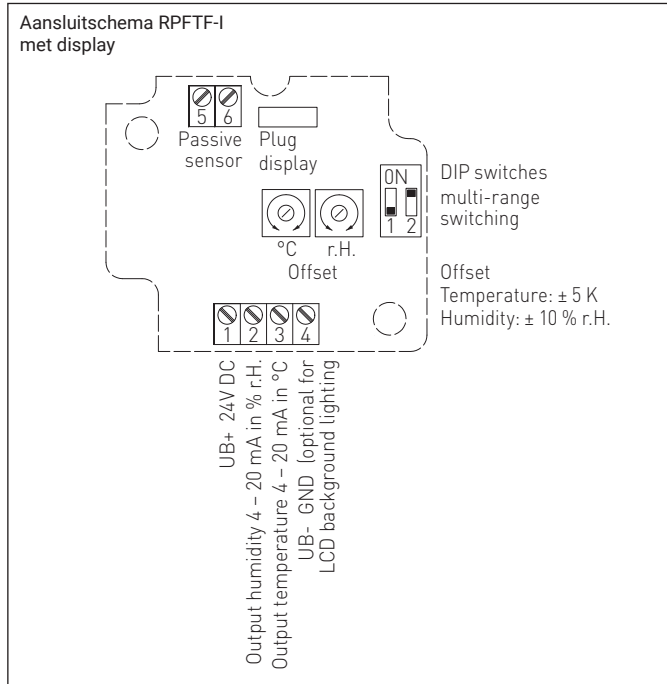 Aansluitschema RPFTF-I
met display
5 6
Passive
sensor
Plug
display
ON
1 2
DIP switches
multi-range
switching
°C r.H.
Offset
Offset
Temperature: ± 5 K
Humidity: ± 10 % r.H.
1 2 3 4
UB+ 24V DC
Output humidity 4 – 20 mA in % r.H.
Output temperature 4 – 20 mA in °C
UB- GND (optional for
LCD background lighting